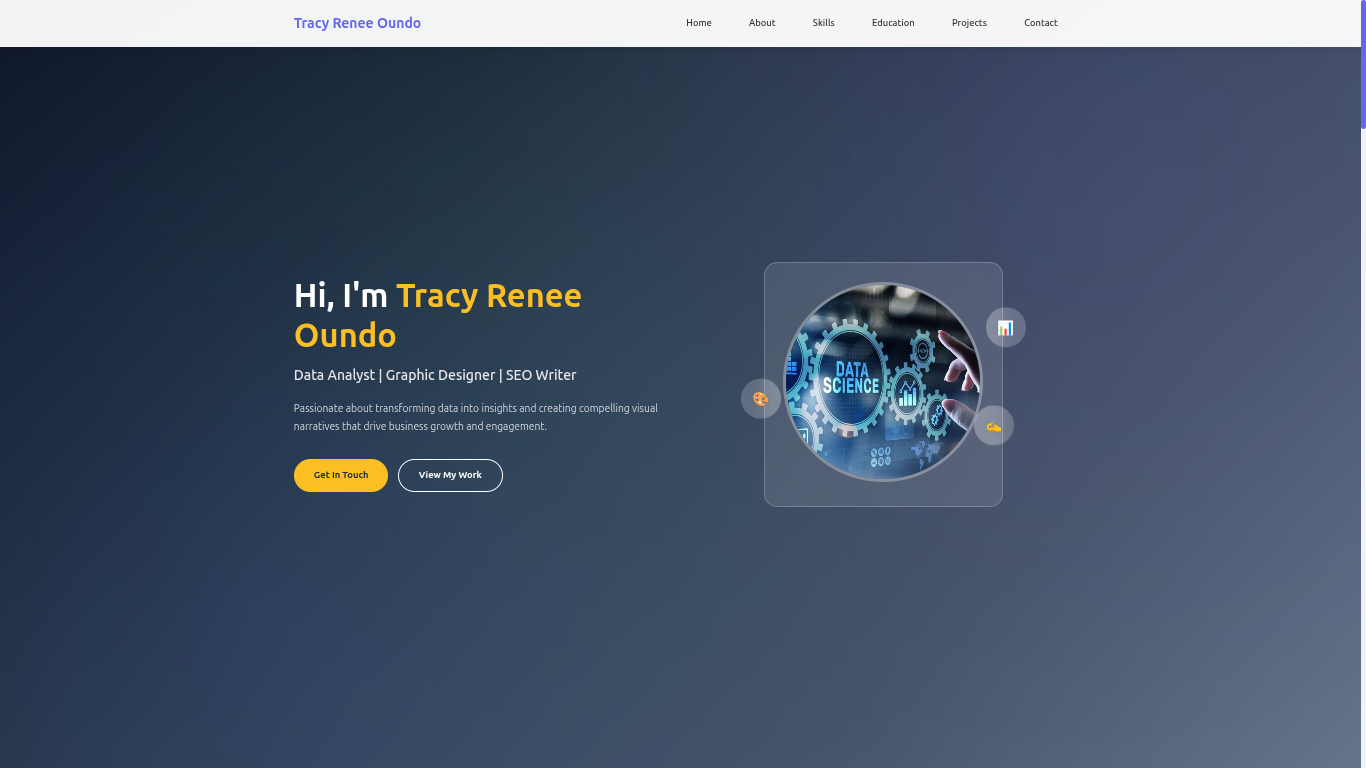 Tracy Renee Oundo
Home About Skills Education Projects Contact
Hi, I'm Tracy Renee
Oundo
Data Analyst | Graphic Designer | SEO Writer
Passionate about transforming data into insights and creating compelling visual
narratives that drive business growth and engagement.
Get In Touch View My Work
DATA
SCIENCE